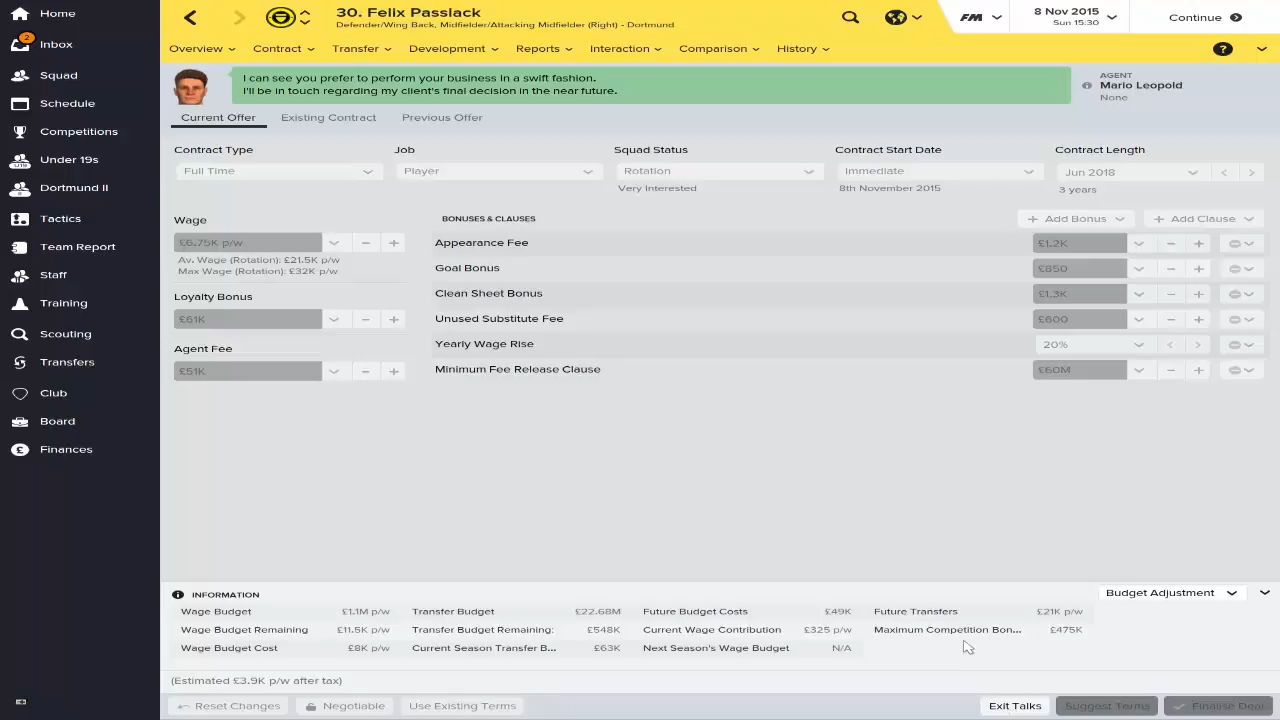 Home
2
Inbox
Squad
Schedule
Competitions
Under 19s
Dortmund II
Tactics
Team Report
Staff
Training
Scouting
Transfers
Club
Board
Finances
30. Felix Passlack
Defender/Wing Back, Midfielder/Attacking Midfielder (Right) - Dortmund
FM
8 Nov 2015
Sun 15:30
Continue
Overview
Contract
Transfer
Development
Reports
Interaction
Comparison
History
?
I can see you prefer to perform your business in a swift fashion.
I'll be in touch regarding my client's final decision in the near future.
AGENT
Mario Leopold
None
Current Offer
Existing Contract
Previous Offer
Contract Type
Job
Squad Status
Contract Start Date
Contract Length
Full Time
Player
Rotation
Immediate
Jun 2018
Very Interested
8th November 2015
3 years
Wage
£6.75K p/w
Av. Wage (Rotation): £21.5K p/w
Max Wage (Rotation): £32K p/w
Loyalty Bonus
£61K
Agent Fee
£51K
BONUSES & CLAUSES
Add Bonus
Add Clause
Appearance Fee £1.2K
Goal Bonus £850
Clean Sheet Bonus £1.3K
Unused Substitute Fee £600
Yearly Wage Rise 20%
Minimum Fee Release Clause £60M
INFORMATION
Budget Adjustment
Wage Budget £1.1M p/w Transfer Budget £22.68M Future Budget Costs £49K Future Transfers £21K p/w
Wage Budget Remaining £11.5K p/w Transfer Budget Remaining: £548K Current Wage Contribution £325 p/w Maximum Competition Bon... £475K
Wage Budget Cost £8K p/w Current Season Transfer B... £63K Next Season's Wage Budget N/A
(Estimated £3.9K p/w after tax)
Reset Changes
Negotiable
Use Existing Terms
Exit Talks
Suggest Terms
Finalise Deal